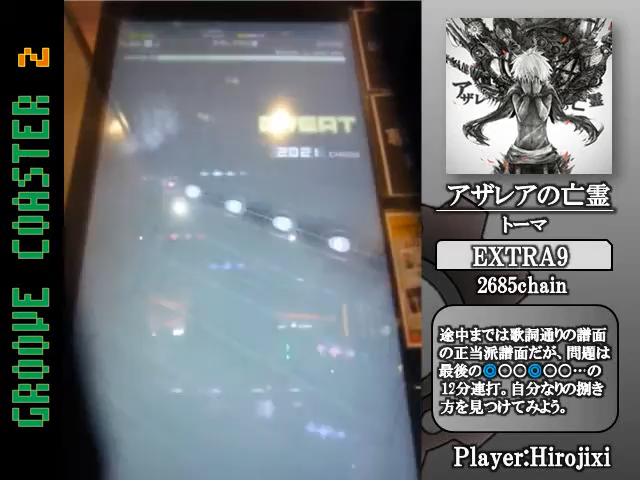 GROOVE COASTER 2
GREAT
2021 CHAIN
アザレアの亡霊
トーマ
EXTRA9
2685chain
途中までは歌詞通りの譜面
の正当派譜面だが、問題は
最後の◎○○◎○○…の
12分連打。自分なりの捌き
方を見つけてみよう。
Player:Hirojixi